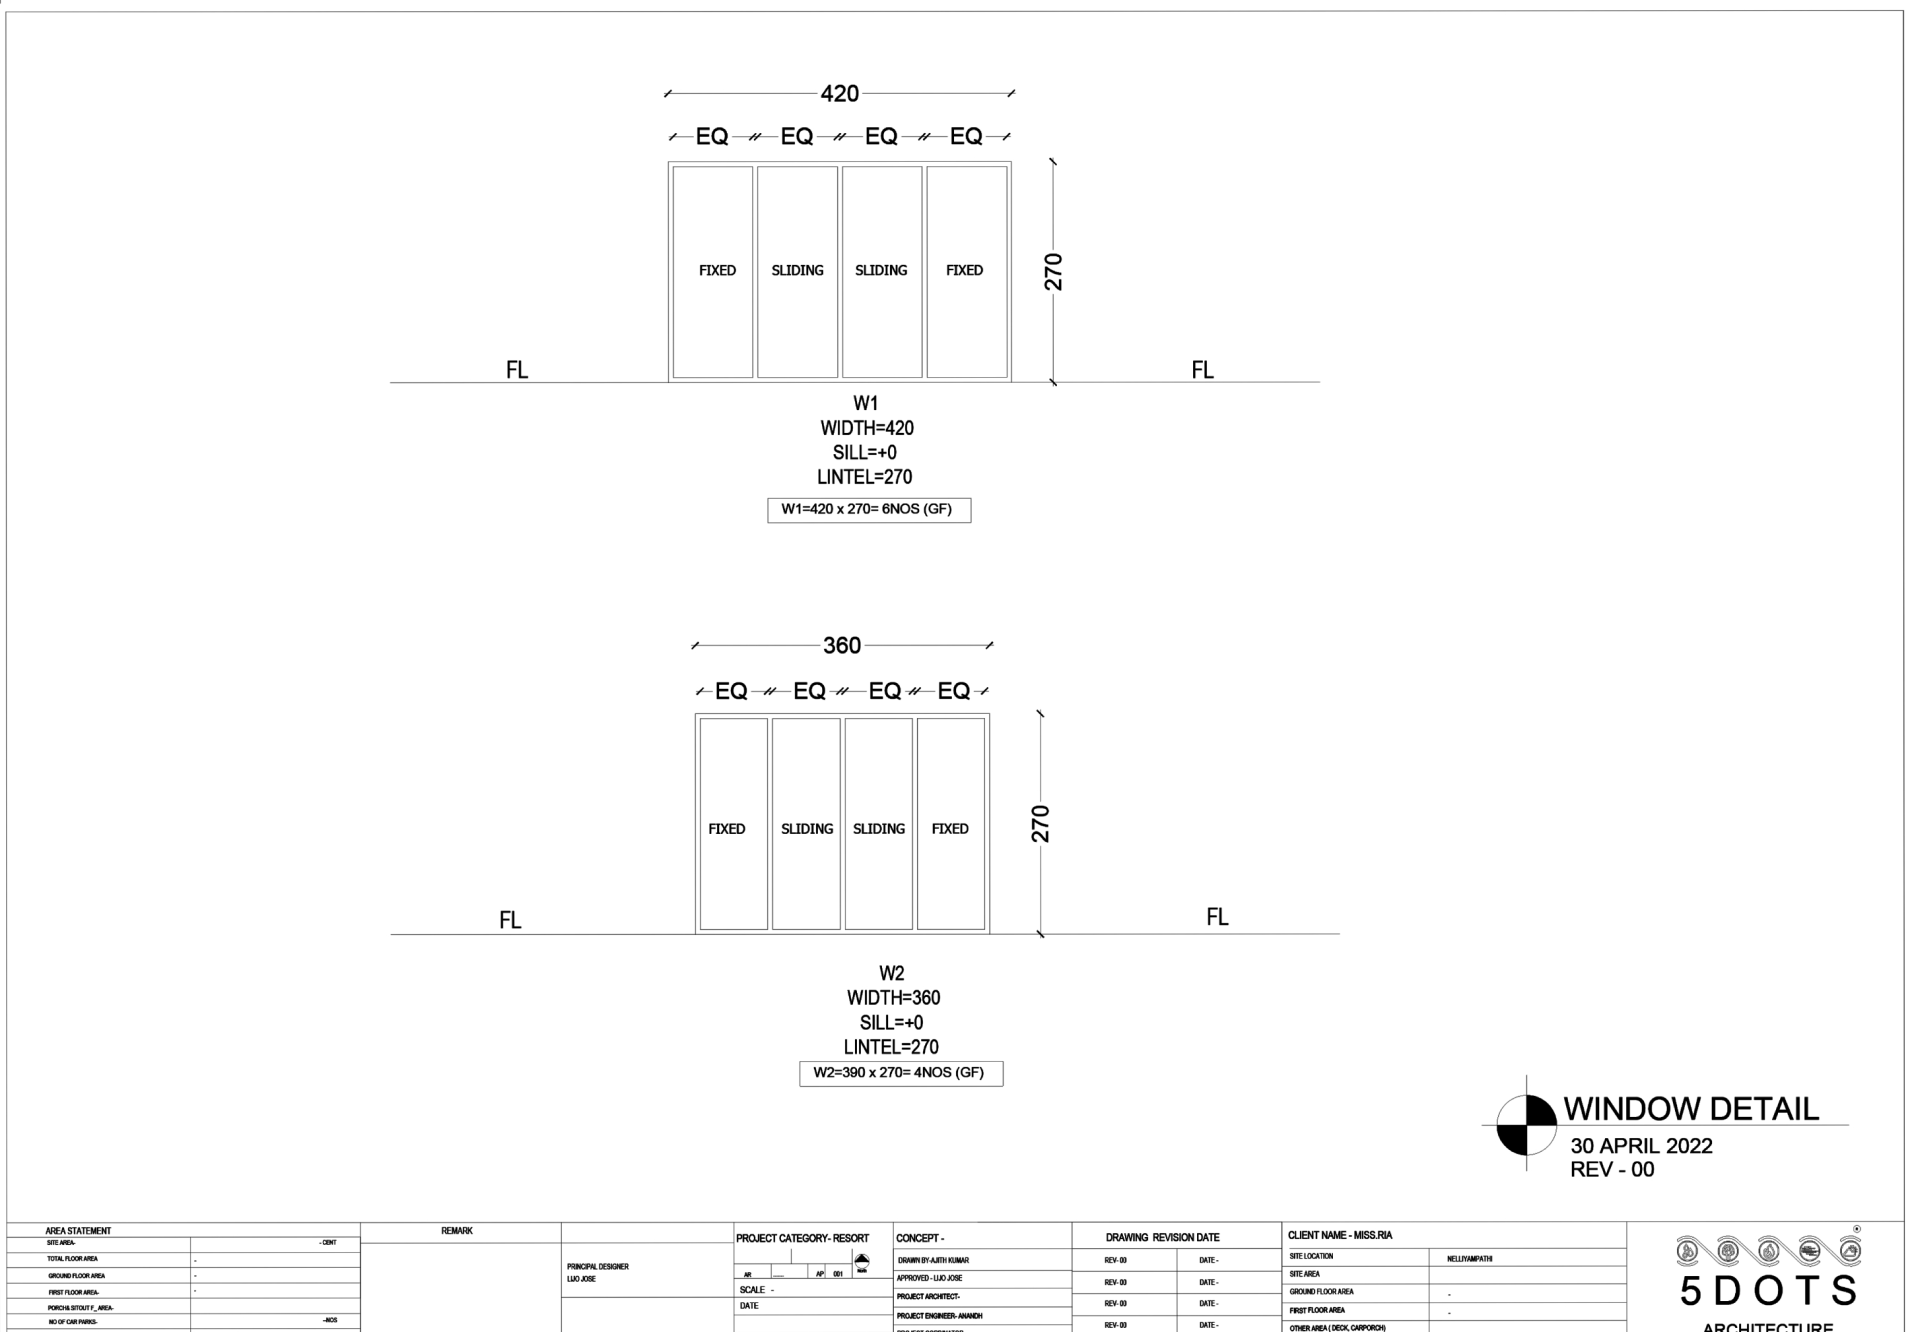 420
EQ EQ EQ EQ
FIXED SLIDING SLIDING FIXED
270
FL FL
W1
WIDTH=420
SILL=+0
LINTEL=270
W1=420 x 270= 6NOS (GF)
360
EQ EQ EQ EQ
FIXED SLIDING SLIDING FIXED
270
FL FL
W2
WIDTH=360
SILL=+0
LINTEL=270
W2=390 x 270= 4NOS (GF)
WINDOW DETAIL
30 APRIL 2022
REV - 00
AREA STATEMENT
SITE AREA- - CENT
TOTAL FLOOR AREA -
GROUND FLOOR AREA -
FIRST FLOOR AREA- -
PORCH& SITOUT F_ AREA-
NO OF CAR PARKS- -NOS
REMARK
PRINCIPAL DESIGNER
LIJO JOSE
PROJECT CATEGORY- RESORT
AR ___ AP 001
SCALE -
DATE
CONCEPT -
DRAWN BY-AJITH KUMAR
APPROVED - LIJO JOSE
PROJECT ARCHITECT-
PROJECT ENGINEER- ANANDH
DRAWING REVISION DATE
REV- 00 DATE -
REV- 00 DATE -
REV- 00 DATE -
REV- 00 DATE -
CLIENT NAME - MISS.RIA
SITE LOCATION NELLIYAMPATHI
SITE AREA
GROUND FLOOR AREA -
FIRST FLOOR AREA -
OTHER AREA ( DECK, CARPORCH)
5 D O T S
ARCHITECTURE